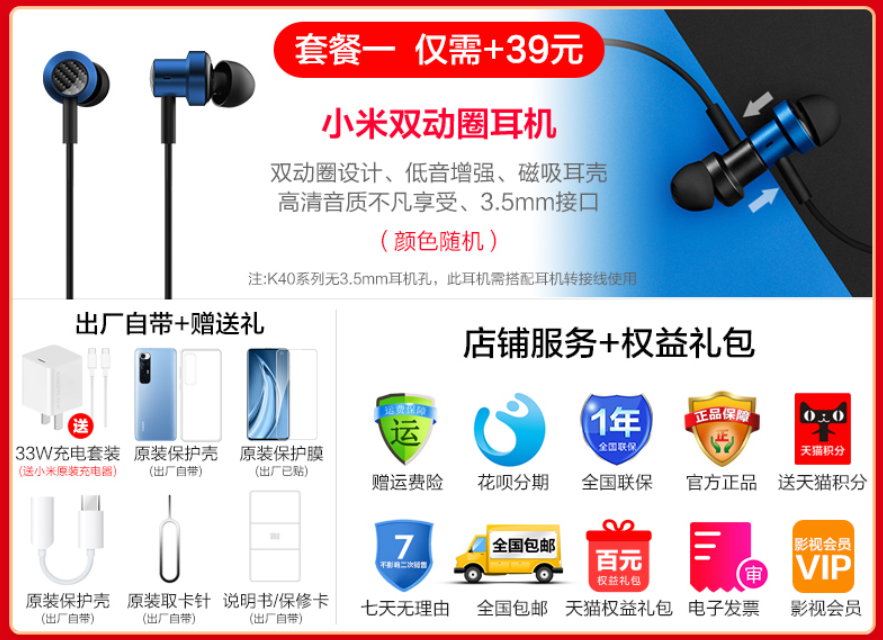 套餐一 仅需+39元
小米双动圈耳机
双动圈设计、低音增强、磁吸耳壳
高清音质不凡享受、3.5mm接口
(颜色随机)
注:K40系列无3.5mm耳机孔，此耳机需搭配耳机转接线使用
出厂自带+赠送礼
送
33W充电套装
(送小米原装充电器)
原装保护壳
(出厂自带)
原装保护膜
(出厂已贴)
原装保护壳
(出厂自带)
原装取卡针
(出厂自带)
说明书/保修卡
(出厂自带)
店铺服务+权益礼包
运费保障
运
赠运费险
花呗分期
1年
全国联保
全国联保
正品保障
正
官方正品
天猫积分
送天猫积分
7
不影响二次销售
七天无理由
全国包邮
全国包邮
百元
权益礼包
天猫权益礼包
审
电子发票
影视会员
VIP
影视会员